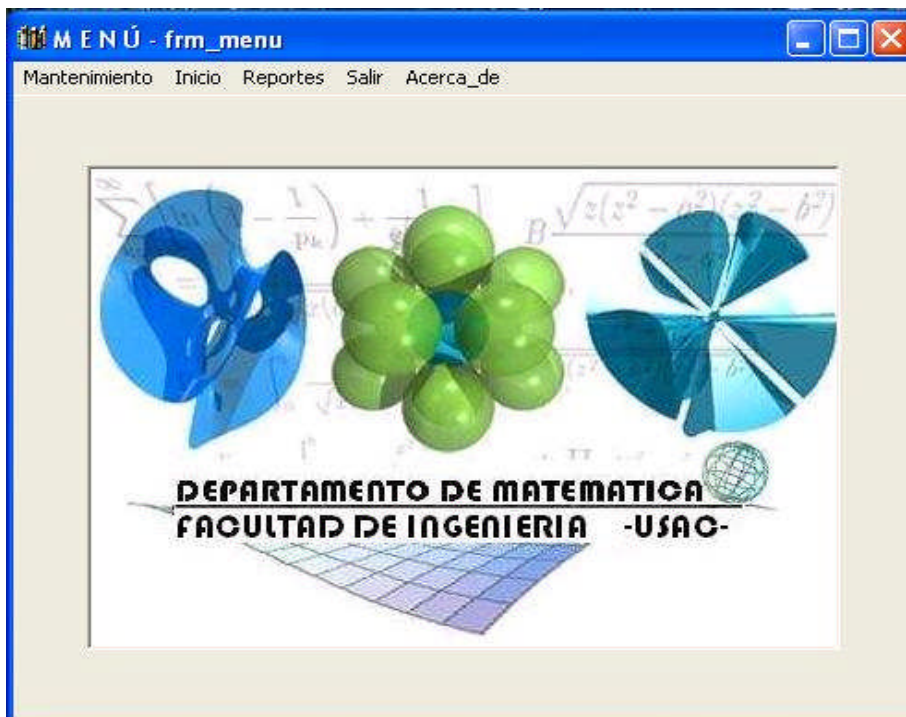 M E N Ú - frm_menu
Mantenimiento Inicio Reportes Salir Acerca_de
DEPARTAMENTO DE MATEMATICA
FACULTAD DE INGENIERIA -USAC-